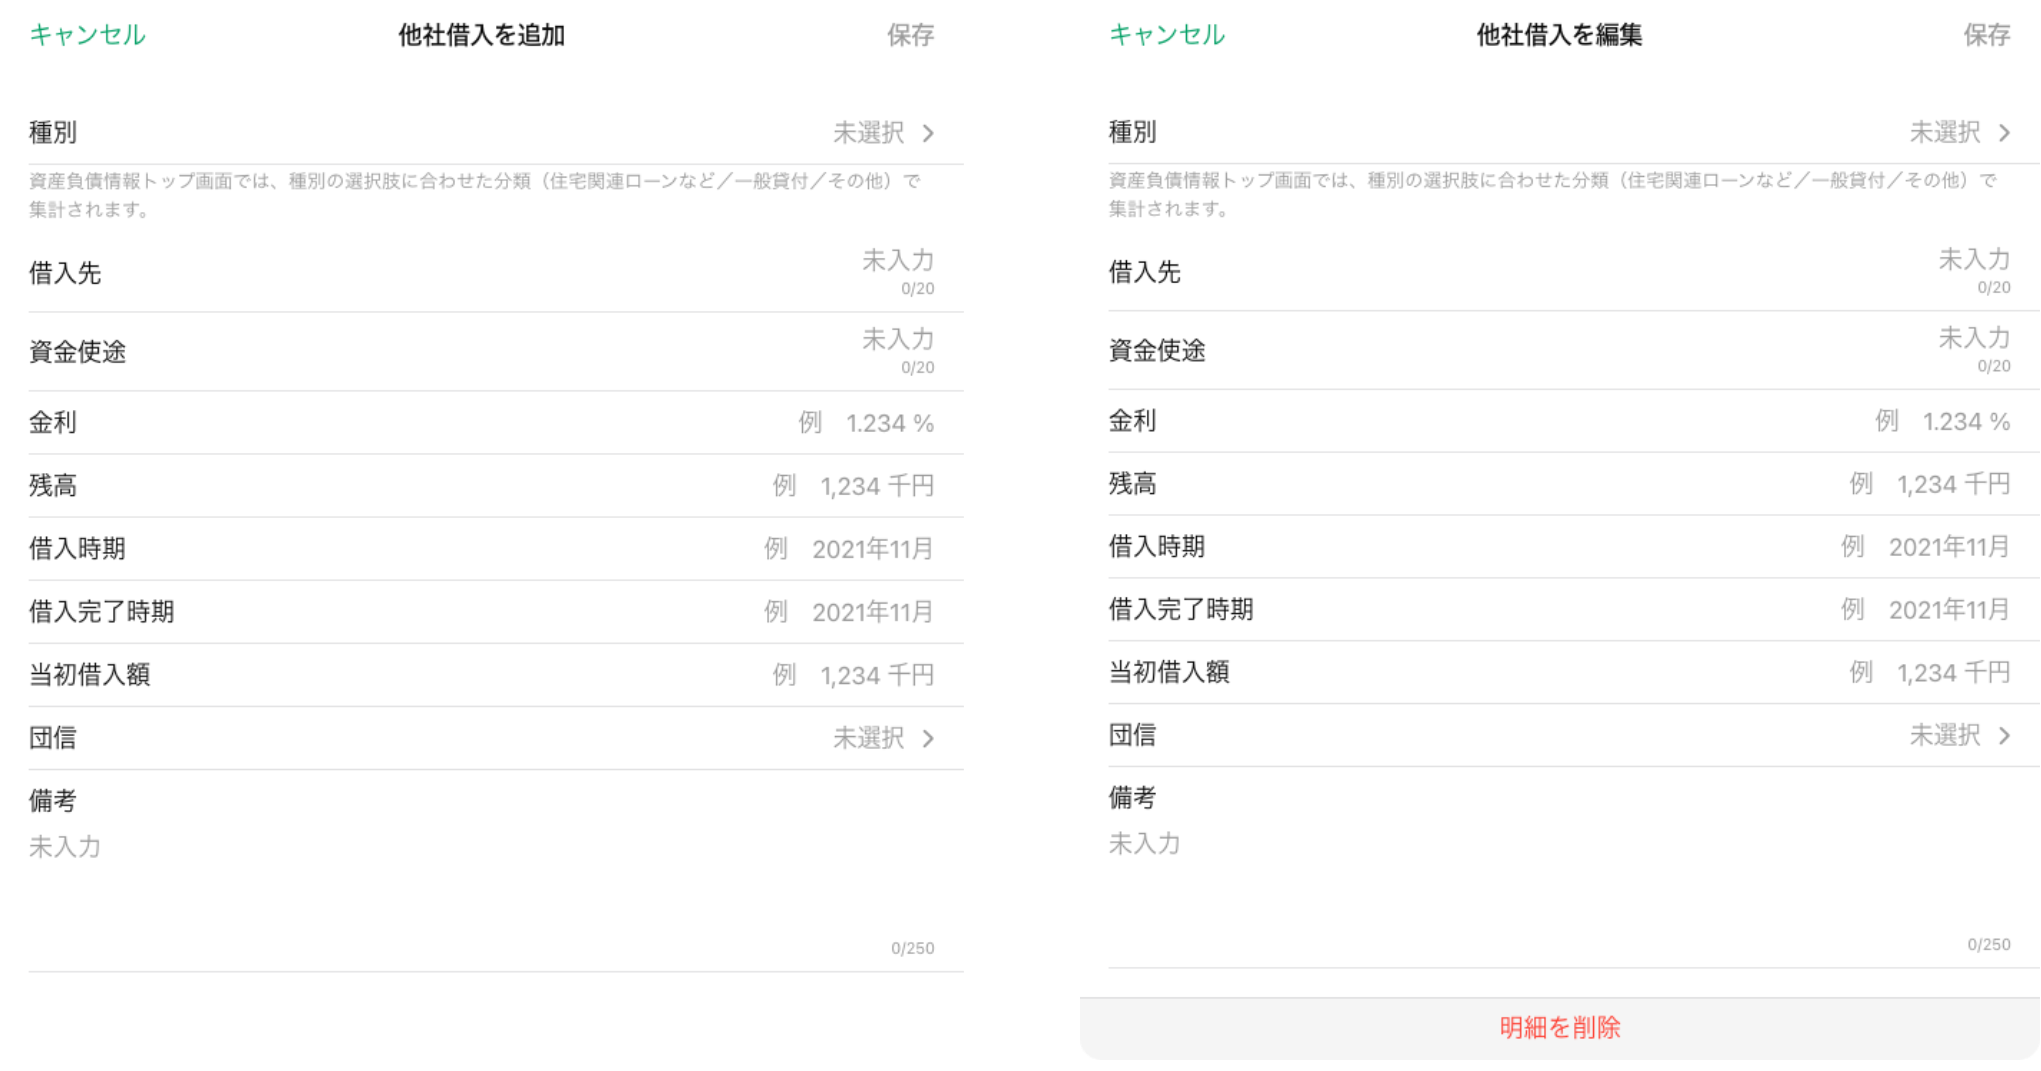 キャンセル
他社借入を追加
保存
種別
未選択
資産負債情報トップ画面では、種別の選択肢に合わせた分類（住宅関連ローンなど／一般貸付／その他）で
集計されます。
借入先
未入力
0/20
資金使途
未入力
0/20
金利
例 1.234 %
残高
例 1,234 千円
借入時期
例 2021年11月
借入完了時期
例 2021年11月
当初借入額
例 1,234 千円
団信
未選択
備考
未入力
0/250
キャンセル
他社借入を編集
保存
種別
未選択
資産負債情報トップ画面では、種別の選択肢に合わせた分類（住宅関連ローンなど／一般貸付／その他）で
集計されます。
借入先
未入力
0/20
資金使途
未入力
0/20
金利
例 1.234 %
残高
例 1,234 千円
借入時期
例 2021年11月
借入完了時期
例 2021年11月
当初借入額
例 1,234 千円
団信
未選択
備考
未入力
0/250
明細を削除